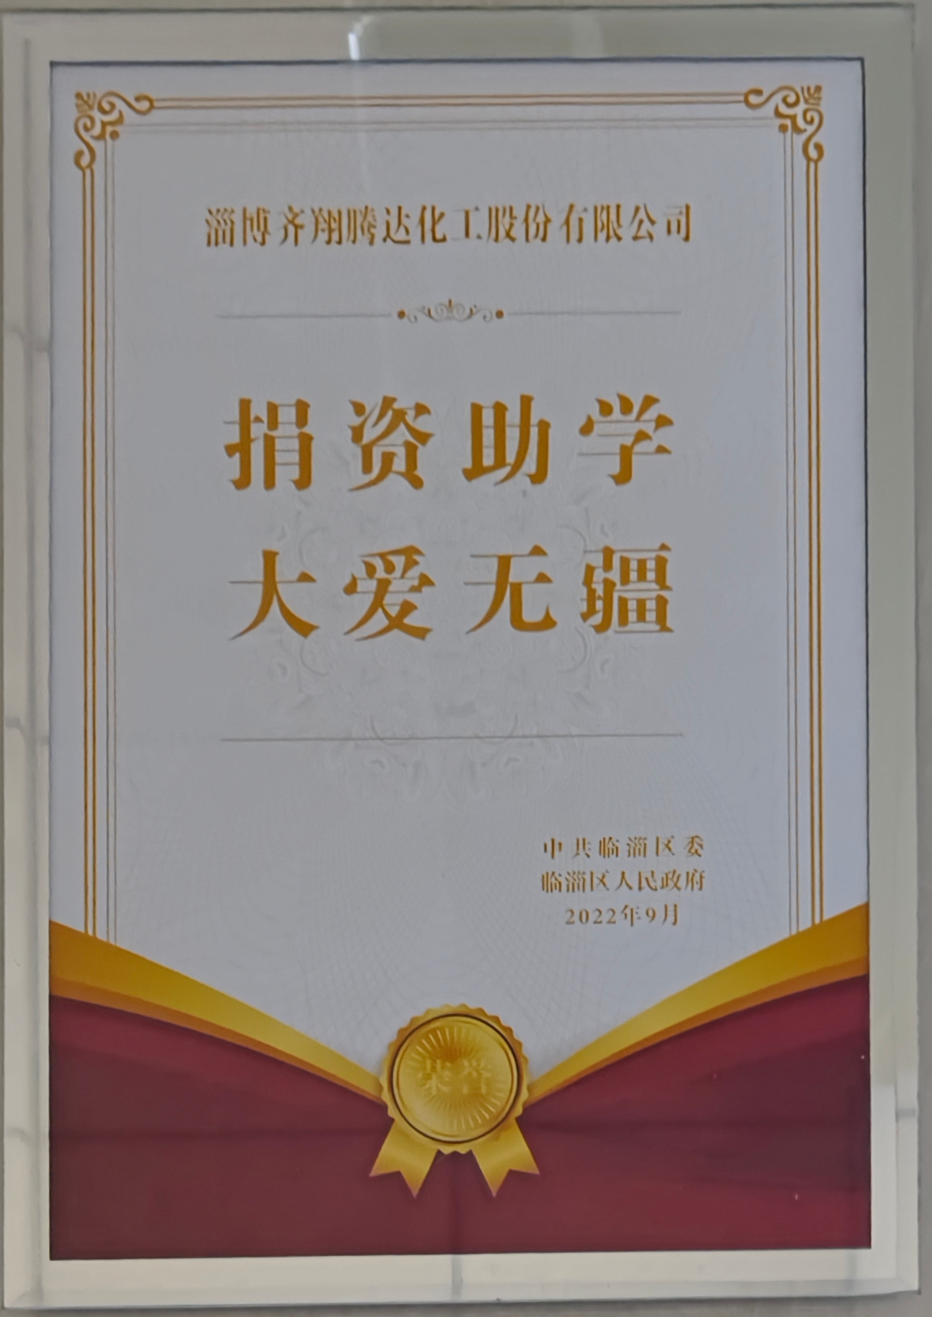 淄博齐翔腾达化工股份有限公司
捐资助学
大爱无疆
中共临淄区委
临淄区人民政府
2022年9月
荣誉